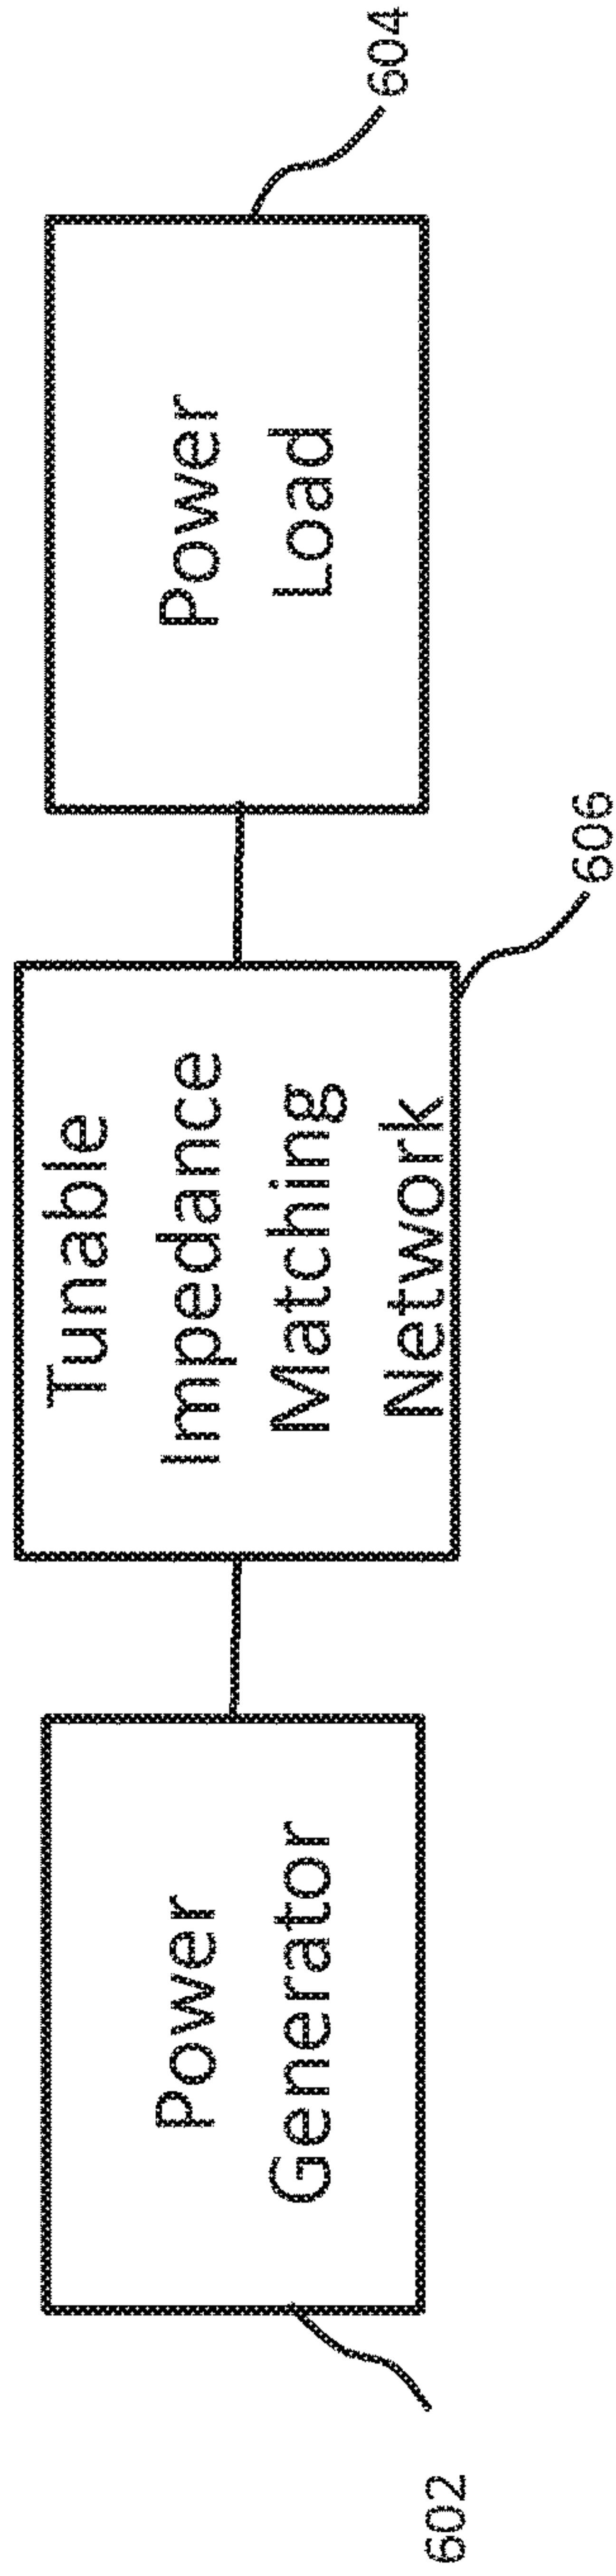 Power
Generator
602
Tunable
Impedance
Matching
Network
606
Power
Load
604